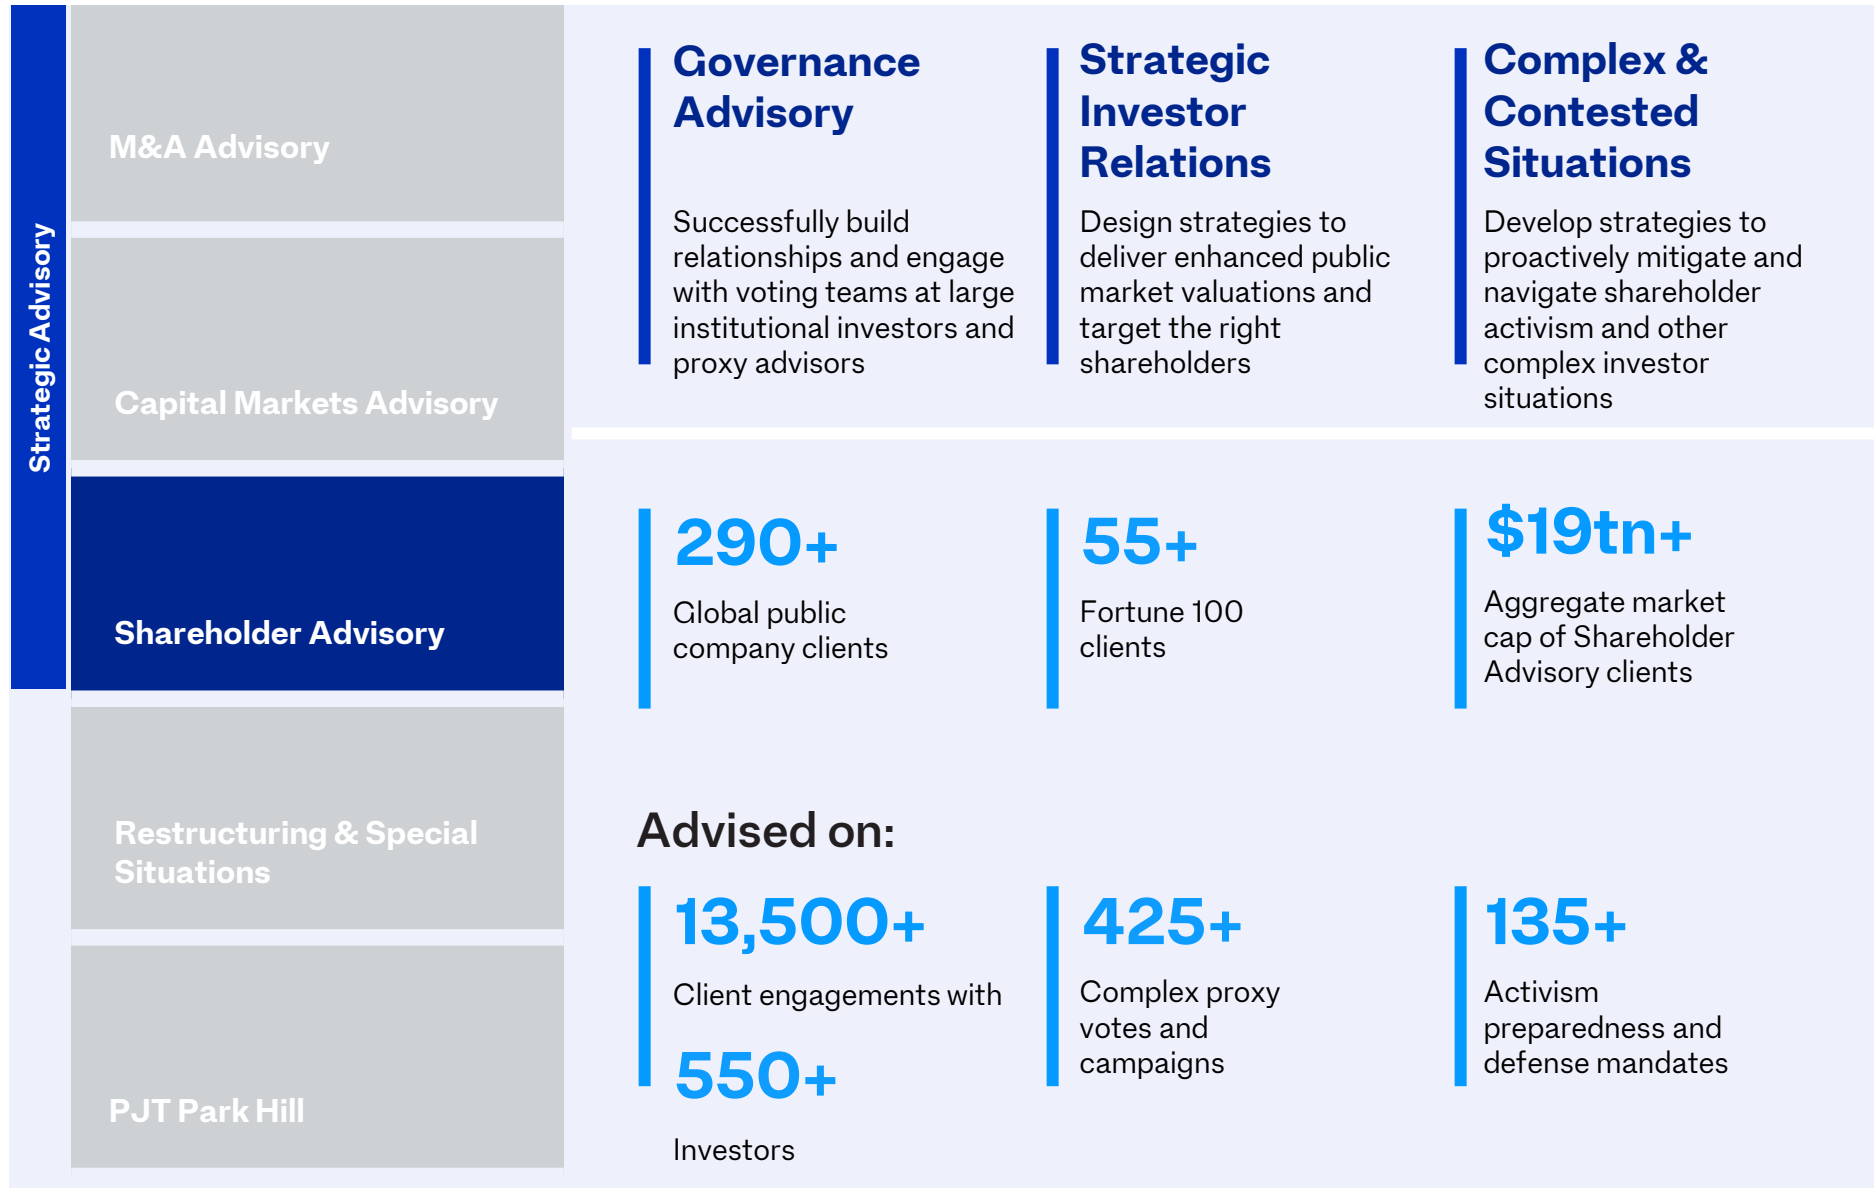 Strategic Advisory
M&A Advisory
Capital Markets Advisory
Shareholder Advisory
Restructuring & Special
Situations
PJT Park Hill
Governance
Advisory
Successfully build
relationships and engage
with voting teams at large
institutional investors and
proxy advisors
Strategic
Investor
Relations
Design strategies to
deliver enhanced public
market valuations and
target the right
shareholders
Complex &
Contested
Situations
Develop strategies to
proactively mitigate and
navigate shareholder
activism and other
complex investor
situations
290+
Global public
company clients
55+
Fortune 100
clients
$19tn+
Aggregate market
cap of Shareholder
Advisory clients
Advised on:
13,500+
Client engagements with
550+
Investors
425+
Complex proxy
votes and
campaigns
135+
Activism
preparedness and
defense mandates